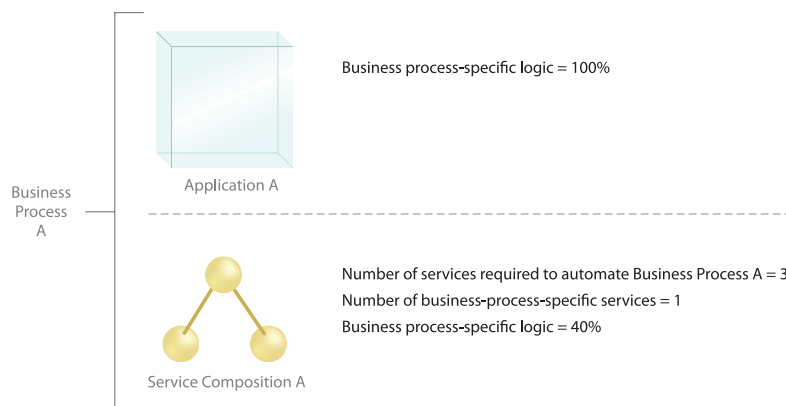 Business process-specific logic = 100%
Application A
Business
Process
A
Number of services required to automate Business Process A = 3
Number of business-process-specific services = 1
Business process-specific logic = 40%
Service Composition A